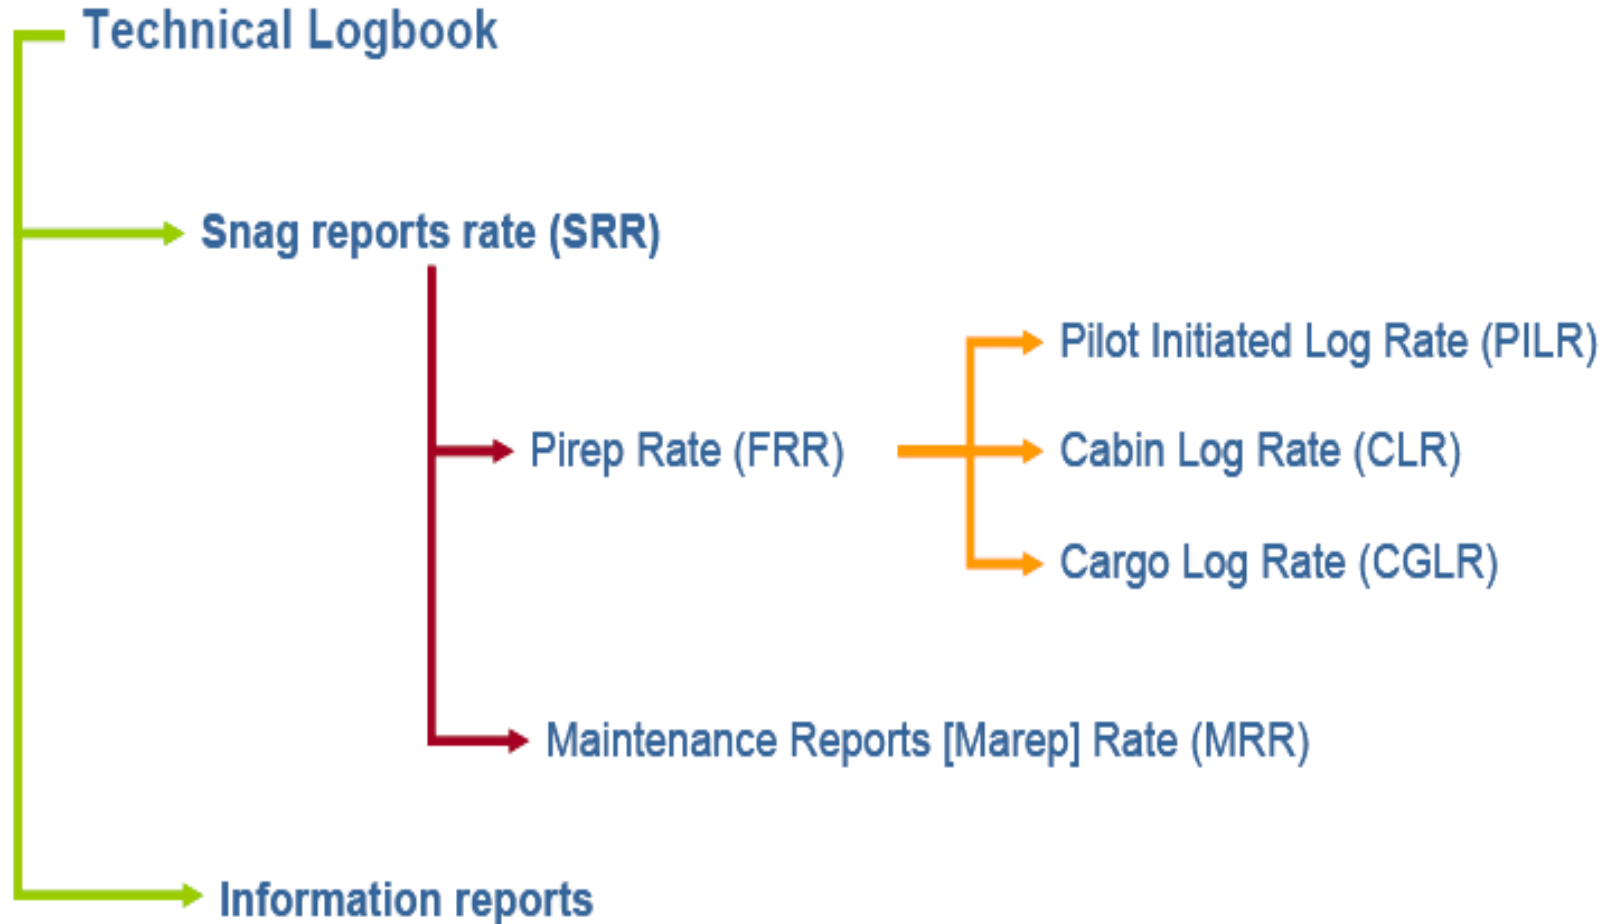 Technical Logbook
Snag reports rate (SRR)
Pilot Initiated Log Rate (PILR)
Pirep Rate (FRR)
Cabin Log Rate (CLR)
Cargo Log Rate (CGLR)
Maintenance Reports [Marep] Rate (MRR)
Information reports